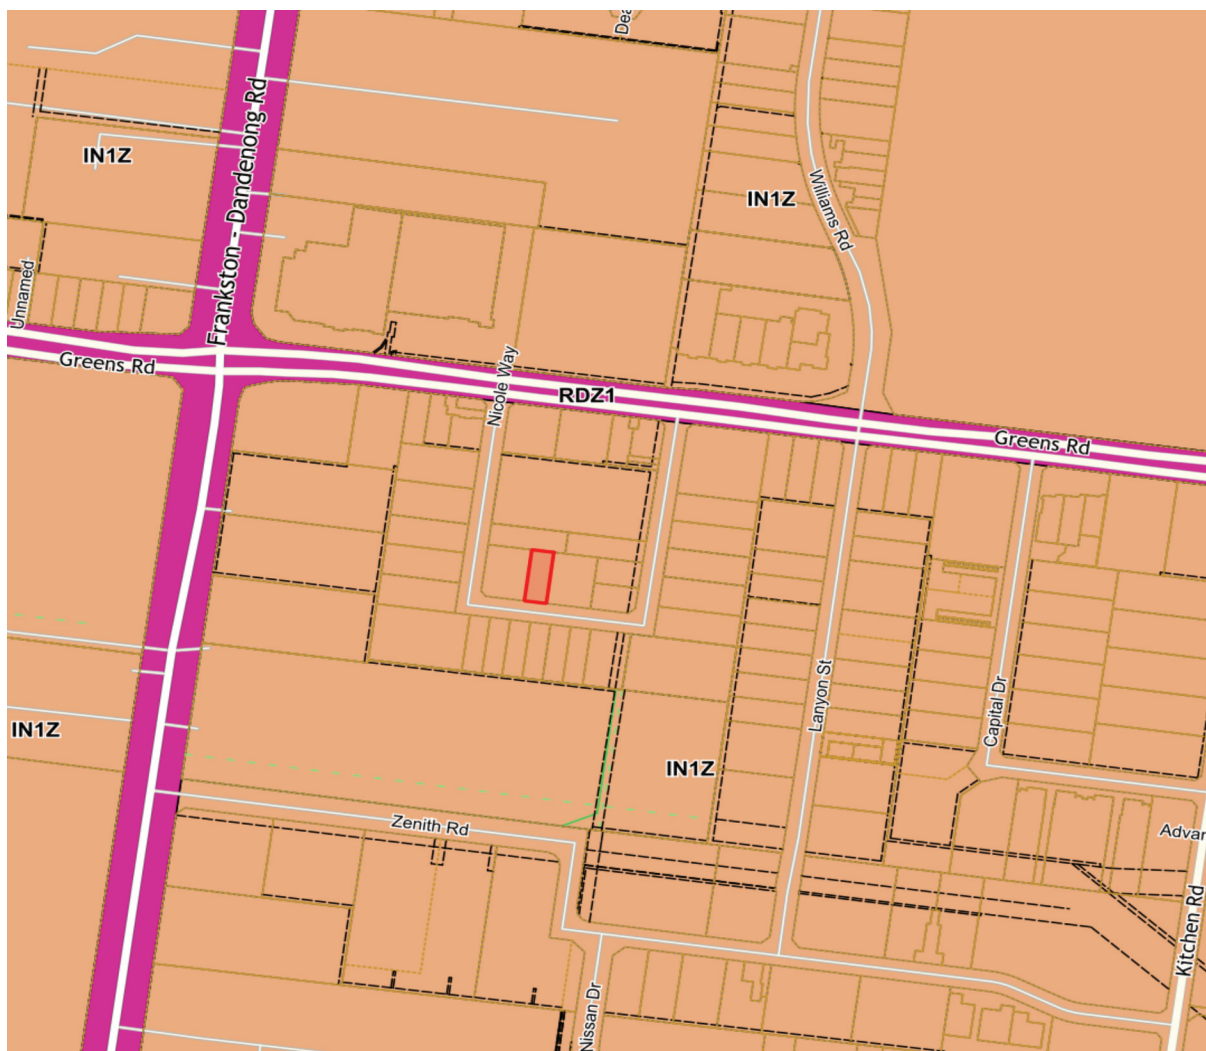 Dea
Frankston - Dandenong Rd
IN1Z
IN1Z
Williams Rd
Unnamed
Greens Rd
Nicole Way
RDZ1
Greens Rd
Lanyon St
Capital Dr
IN1Z
IN1Z
Zenith Rd
Advar
Kitchen Rd
Nissan Dr